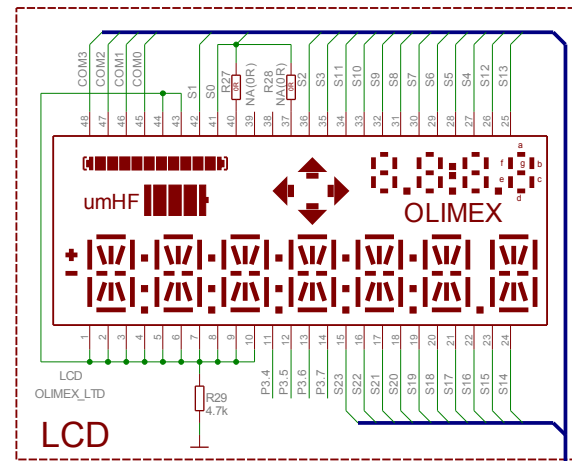 COM3 COM2 COM1 COM0 S1 S0 R27 NA(0R) R28 NA(0R) S2 S3 S11 S10 S9 S8 S7 S6 S5 S4 S12 S13
0R 0R
48 47 46 45 44 43 42 41 40 39 38 37 36 35 34 33 32 31 30 29 28 27 26 25
a
f g b
e c
d
umHF
OLIMEX
+
-
1 2 3 4 5 6 7 8 9 10 11 12 13 14 15 16 17 18 19 20 21 22 23 24
P3.4 P3.5 P3.6 P3.7 S23 S22 S21 S20 S19 S18 S17 S16 S15 S14
LCD
OLIMEX_LTD
R29
4.7k
LCD